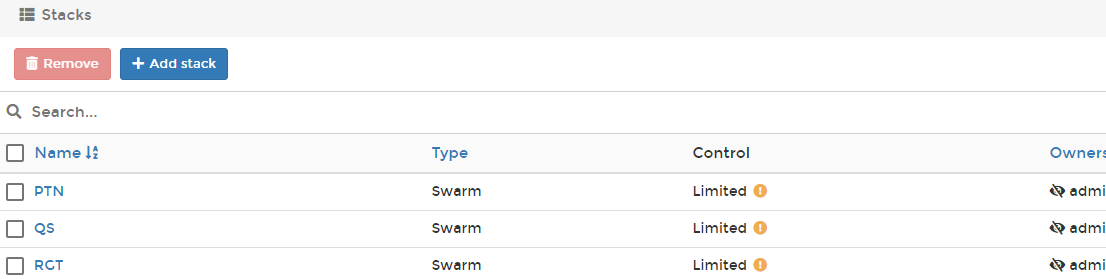 Stacks
Remove Add stack
Search...
Name Type Control Owners
PTN Swarm Limited admi
QS Swarm Limited admi
RGT Swarm Limited admi